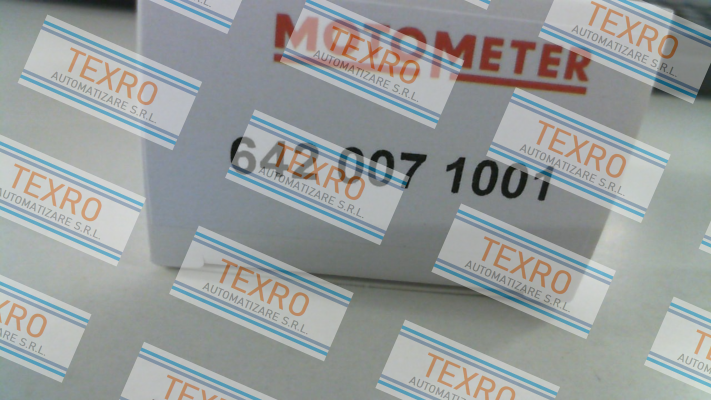 MOTOMETER
642 007 1001
TEXRO
AUTOMATIZARE S.R.L.